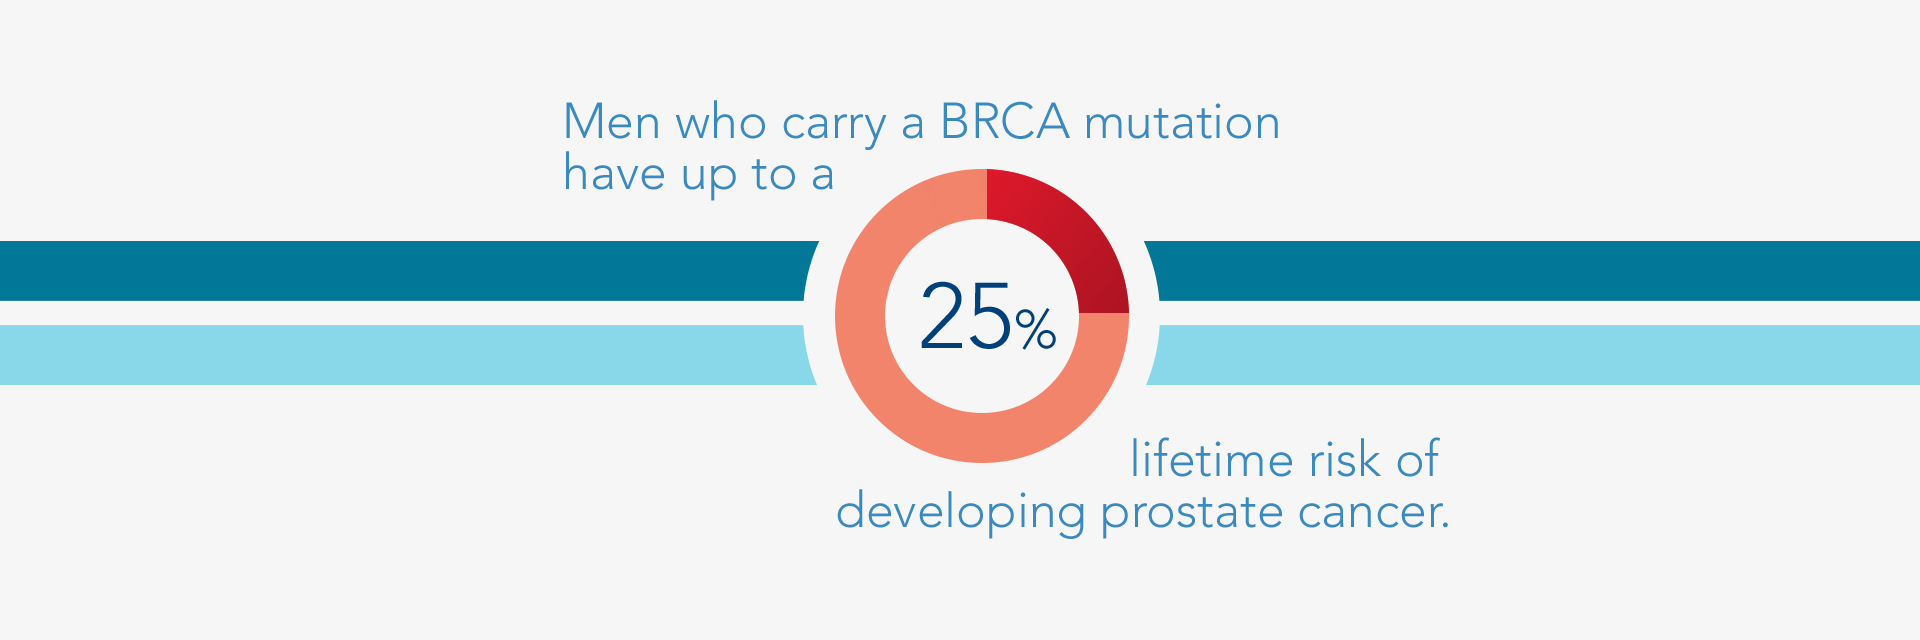 Men who carry a BRCA mutation
have up to a
25%
lifetime risk of
developing prostate cancer.